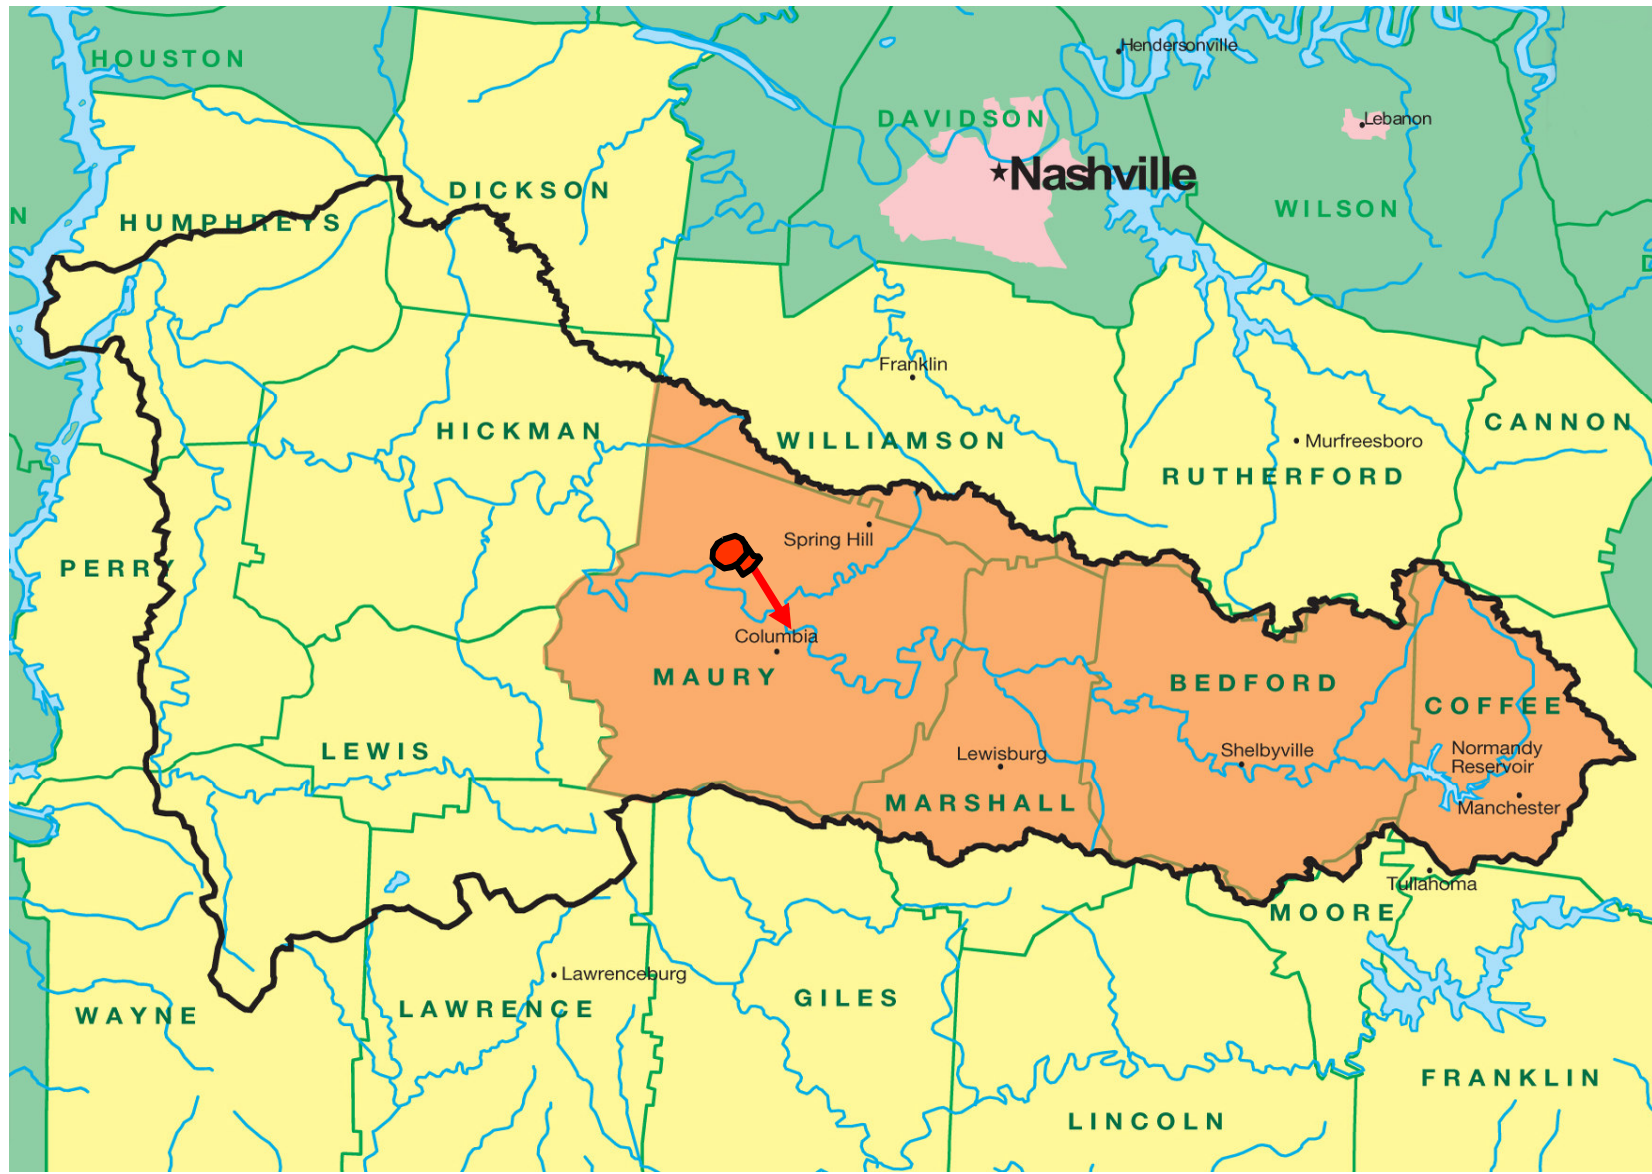 HOUSTON
Hendersonville
DAVIDSON
Lebanon
Nashville
DICKSON
N
HUMPHREYS
WILSON
D
Franklin
HICKMAN
WILLIAMSON
CANNON
Murfreesboro
RUTHERFORD
Spring Hill
PERRY
Columbia
MAURY
BEDFORD
COFFEE
LEWIS
Lewisburg
Shelbyville
Normandy
Reservoir
MARSHALL
Manchester
Tullahoma
MOORE
Lawrenceburg
WAYNE
LAWRENCE
GILES
FRANKLIN
LINCOLN